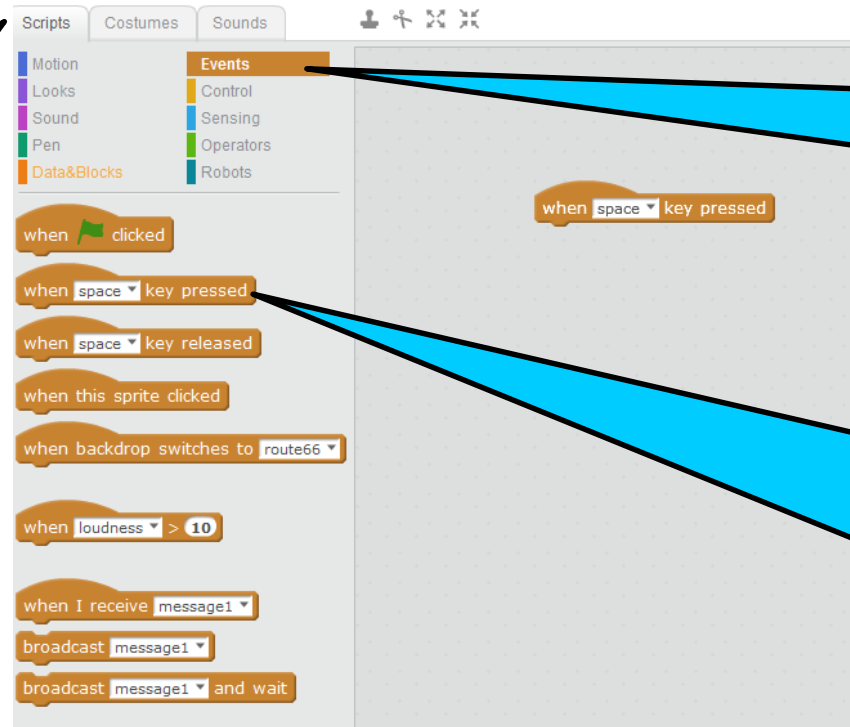 Scripts Costumes Sounds
Motion Events
Looks Control
Sound Sensing
Pen Operators
Data&Blocks Robots
when clicked
when space key pressed
when space key released
when this sprite clicked
when backdrop switches to route66
when loudness > 10
when I receive message1
broadcast message1
broadcast message1 and wait
when space key pressed